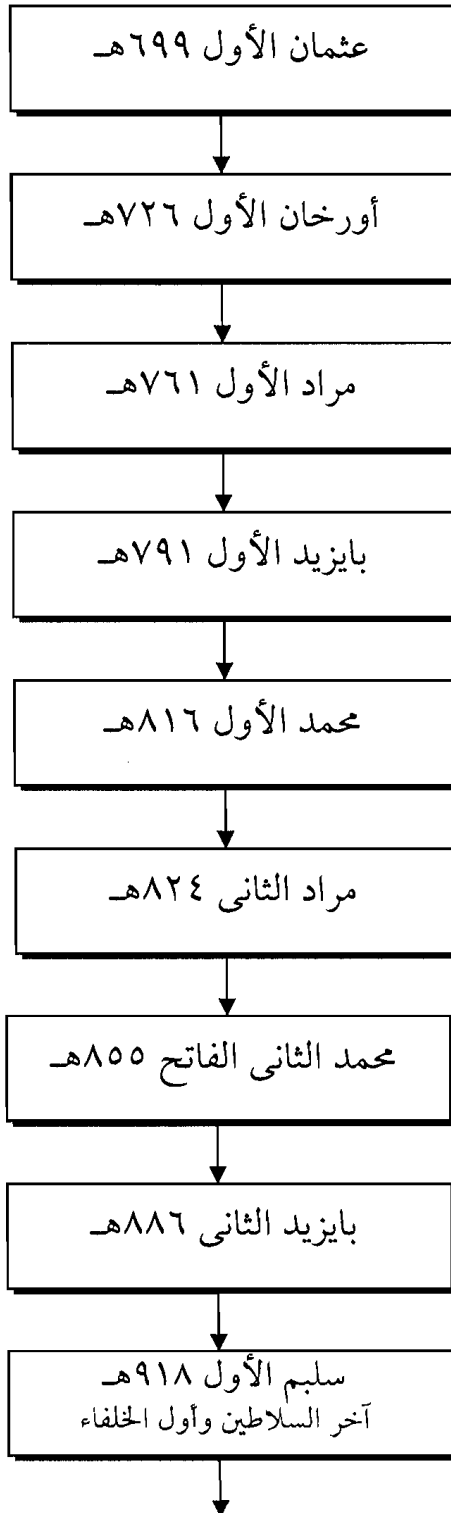 عثمان الأول ٦٩٩هـ
أورخان الأول ٧٢٦هـ
مراد الأول ٧٦١هـ
بايزيد الأول ٧٩١هـ
محمد الأول ٨١٦هـ
مراد الثانى ٨٢٤هـ
محمد الثانى الفاتح ٨٥٥هـ
بايزيد الثانى ٨٨٦هـ
سلبم الأول ٩١٨هـ
آخر السلاطين وأول الخلفاء